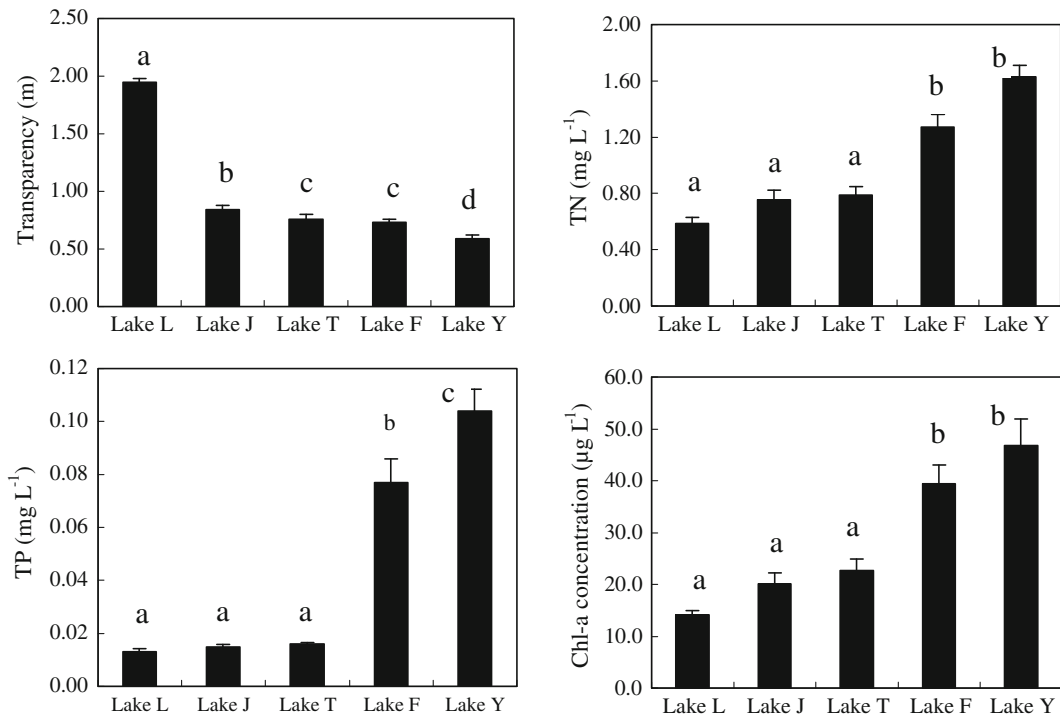 Transparency (m)
2.50
2.00
1.50
1.00
0.50
0.00
a
b
c
c
d
Lake L Lake J Lake T Lake F Lake Y
TN (mg L⁻¹)
2.00
1.60
1.20
0.80
0.40
0.00
a
a
a
b
b
Lake L Lake J Lake T Lake F Lake Y
TP (mg L⁻¹)
0.12
0.10
0.08
0.06
0.04
0.02
0.00
a
a
a
b
c
Lake L Lake J Lake T Lake F Lake Y
Chl-a concentration (µg L⁻¹)
60.0
50.0
40.0
30.0
20.0
10.0
0.0
a
a
a
b
b
Lake L Lake J Lake T Lake F Lake Y